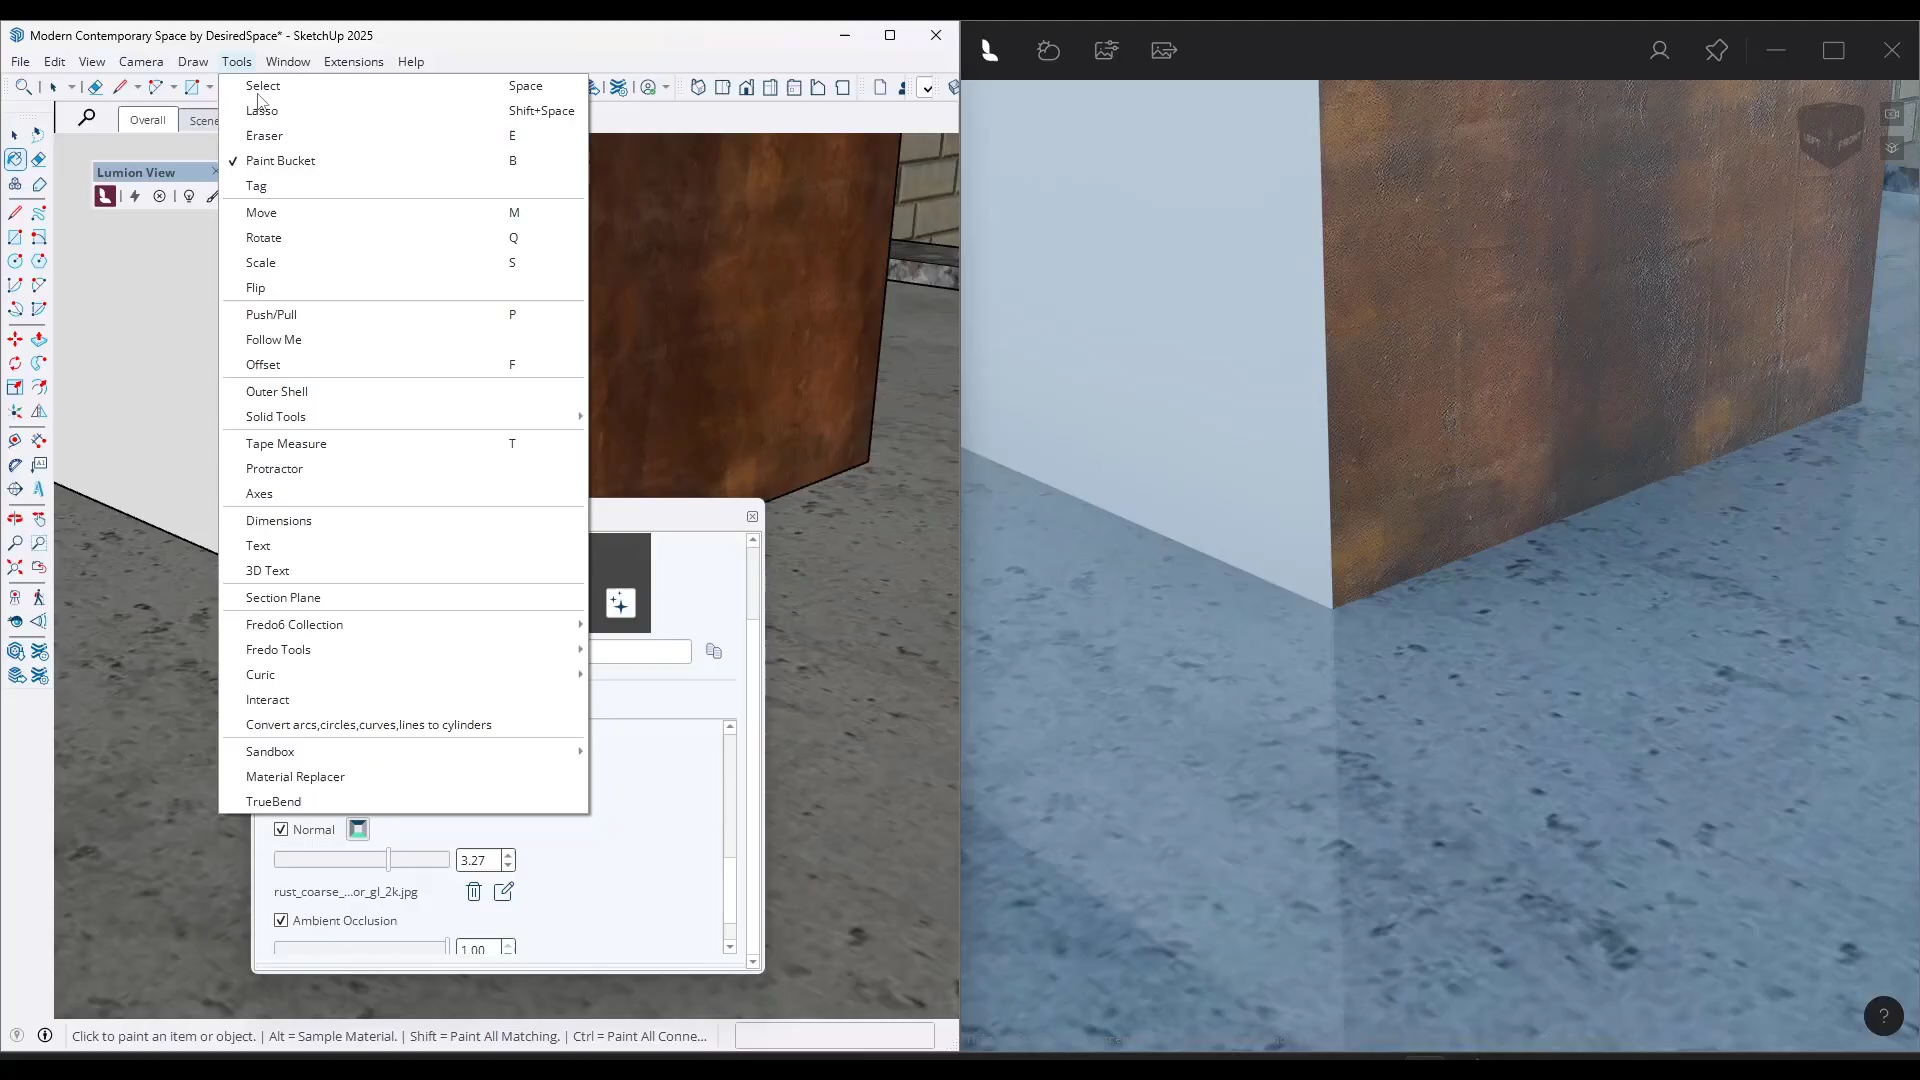 Modern Contemporary Space by DesiredSpace* - SketchUp 2025
File Edit View Camera Draw Tools Window Extensions Help
Overall Scene
Lumion View
Select Space
Lasso Shift+Space
Eraser E
Paint Bucket B
Tag
Move M
Rotate Q
Scale S
Flip
Push/Pull P
Follow Me
Offset F
Outer Shell
Solid Tools
Tape Measure T
Protractor
Axes
Dimensions
Text
3D Text
Section Plane
Fredo6 Collection
Fredo Tools
Curic
Interact
Convert arcs,circles,curves,lines to cylinders
Sandbox
Material Replacer
TrueBend
Normal
3.27
rust_coarse_...or_gl_2k.jpg
Ambient Occlusion
1.00
Click to paint an item or object. | Alt = Sample Material. | Shift = Paint All Matching. | Ctrl = Paint All Conne...
LEFT FRONT
?